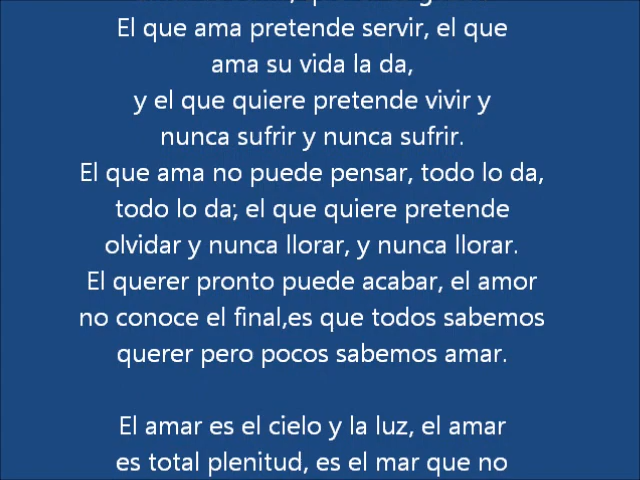 El que ama pretende servir, el que
ama su vida la da,
y el que quiere pretende vivir y
nunca sufrir y nunca sufrir.
El que ama no puede pensar, todo lo da,
todo lo da; el que quiere pretende
olvidar y nunca llorar, y nunca llorar.
El querer pronto puede acabar, el amor
no conoce el final,es que todos sabemos
querer pero pocos sabemos amar.
El amar es el cielo y la luz, el amar
es total plenitud, es el mar que no